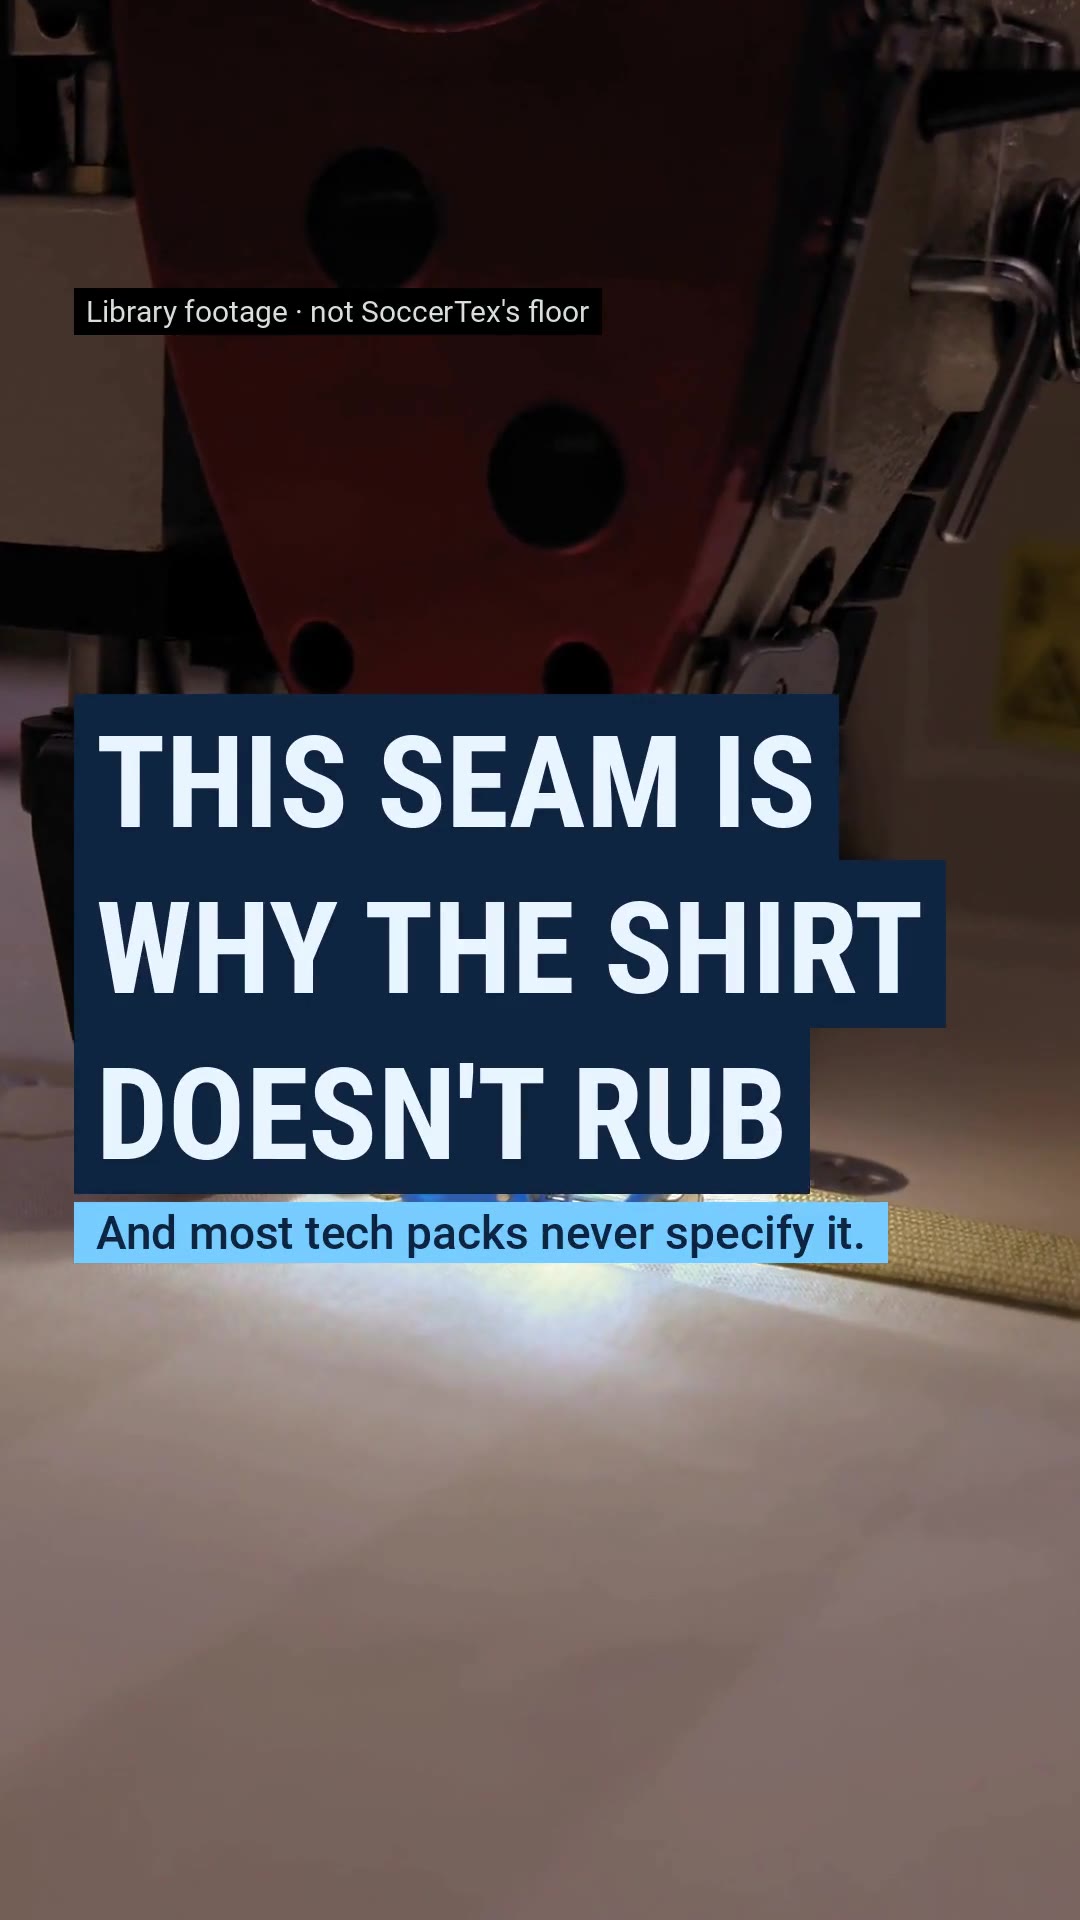 Library footage · not SoccerTex's floor
THIS SEAM IS
WHY THE SHIRT
DOESN'T RUB
And most tech packs never specify it.